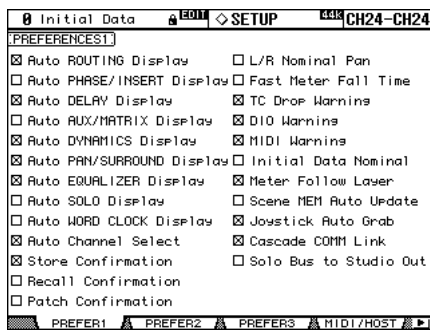 0 Initial Data EDIT ◇SETUP 44K CH24-CH24
PREFERENCES1
☒ Auto ROUTING Display ☐ L/R Nominal Pan
☐ Auto PHASE/INSERT Display ☐ Fast Meter Fall Time
☒ Auto DELAY Display ☒ TC Drop Warning
☐ Auto AUX/MATRIX Display ☒ DIO Warning
☒ Auto DYNAMICS Display ☒ MIDI Warning
☒ Auto PAN/SURROUND Display ☐ Initial Data Nominal
☒ Auto EQUALIZER Display ☒ Meter Follow Layer
☐ Auto SOLO Display ☐ Scene MEM Auto Update
☐ Auto WORD CLOCK Display ☒ Joystick Auto Grab
☒ Auto Channel Select ☒ Cascade COMM Link
☒ Store Confirmation ☐ Solo Bus to Studio Out
☐ Recall Confirmation
☐ Patch Confirmation
PREFER1 PREFER2 PREFER3 MIDI/HOST